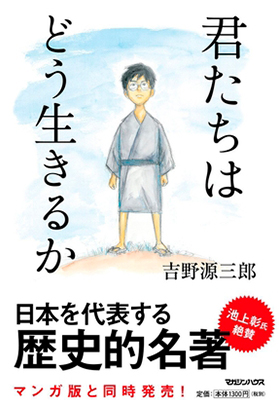 君たちは
どう生きるか
吉野源三郎
池上彰氏
絶賛
日本を代表する
歴史的名著
マンガ版と同時発売!
マガジンハウス
定価:本体1300円(税別)